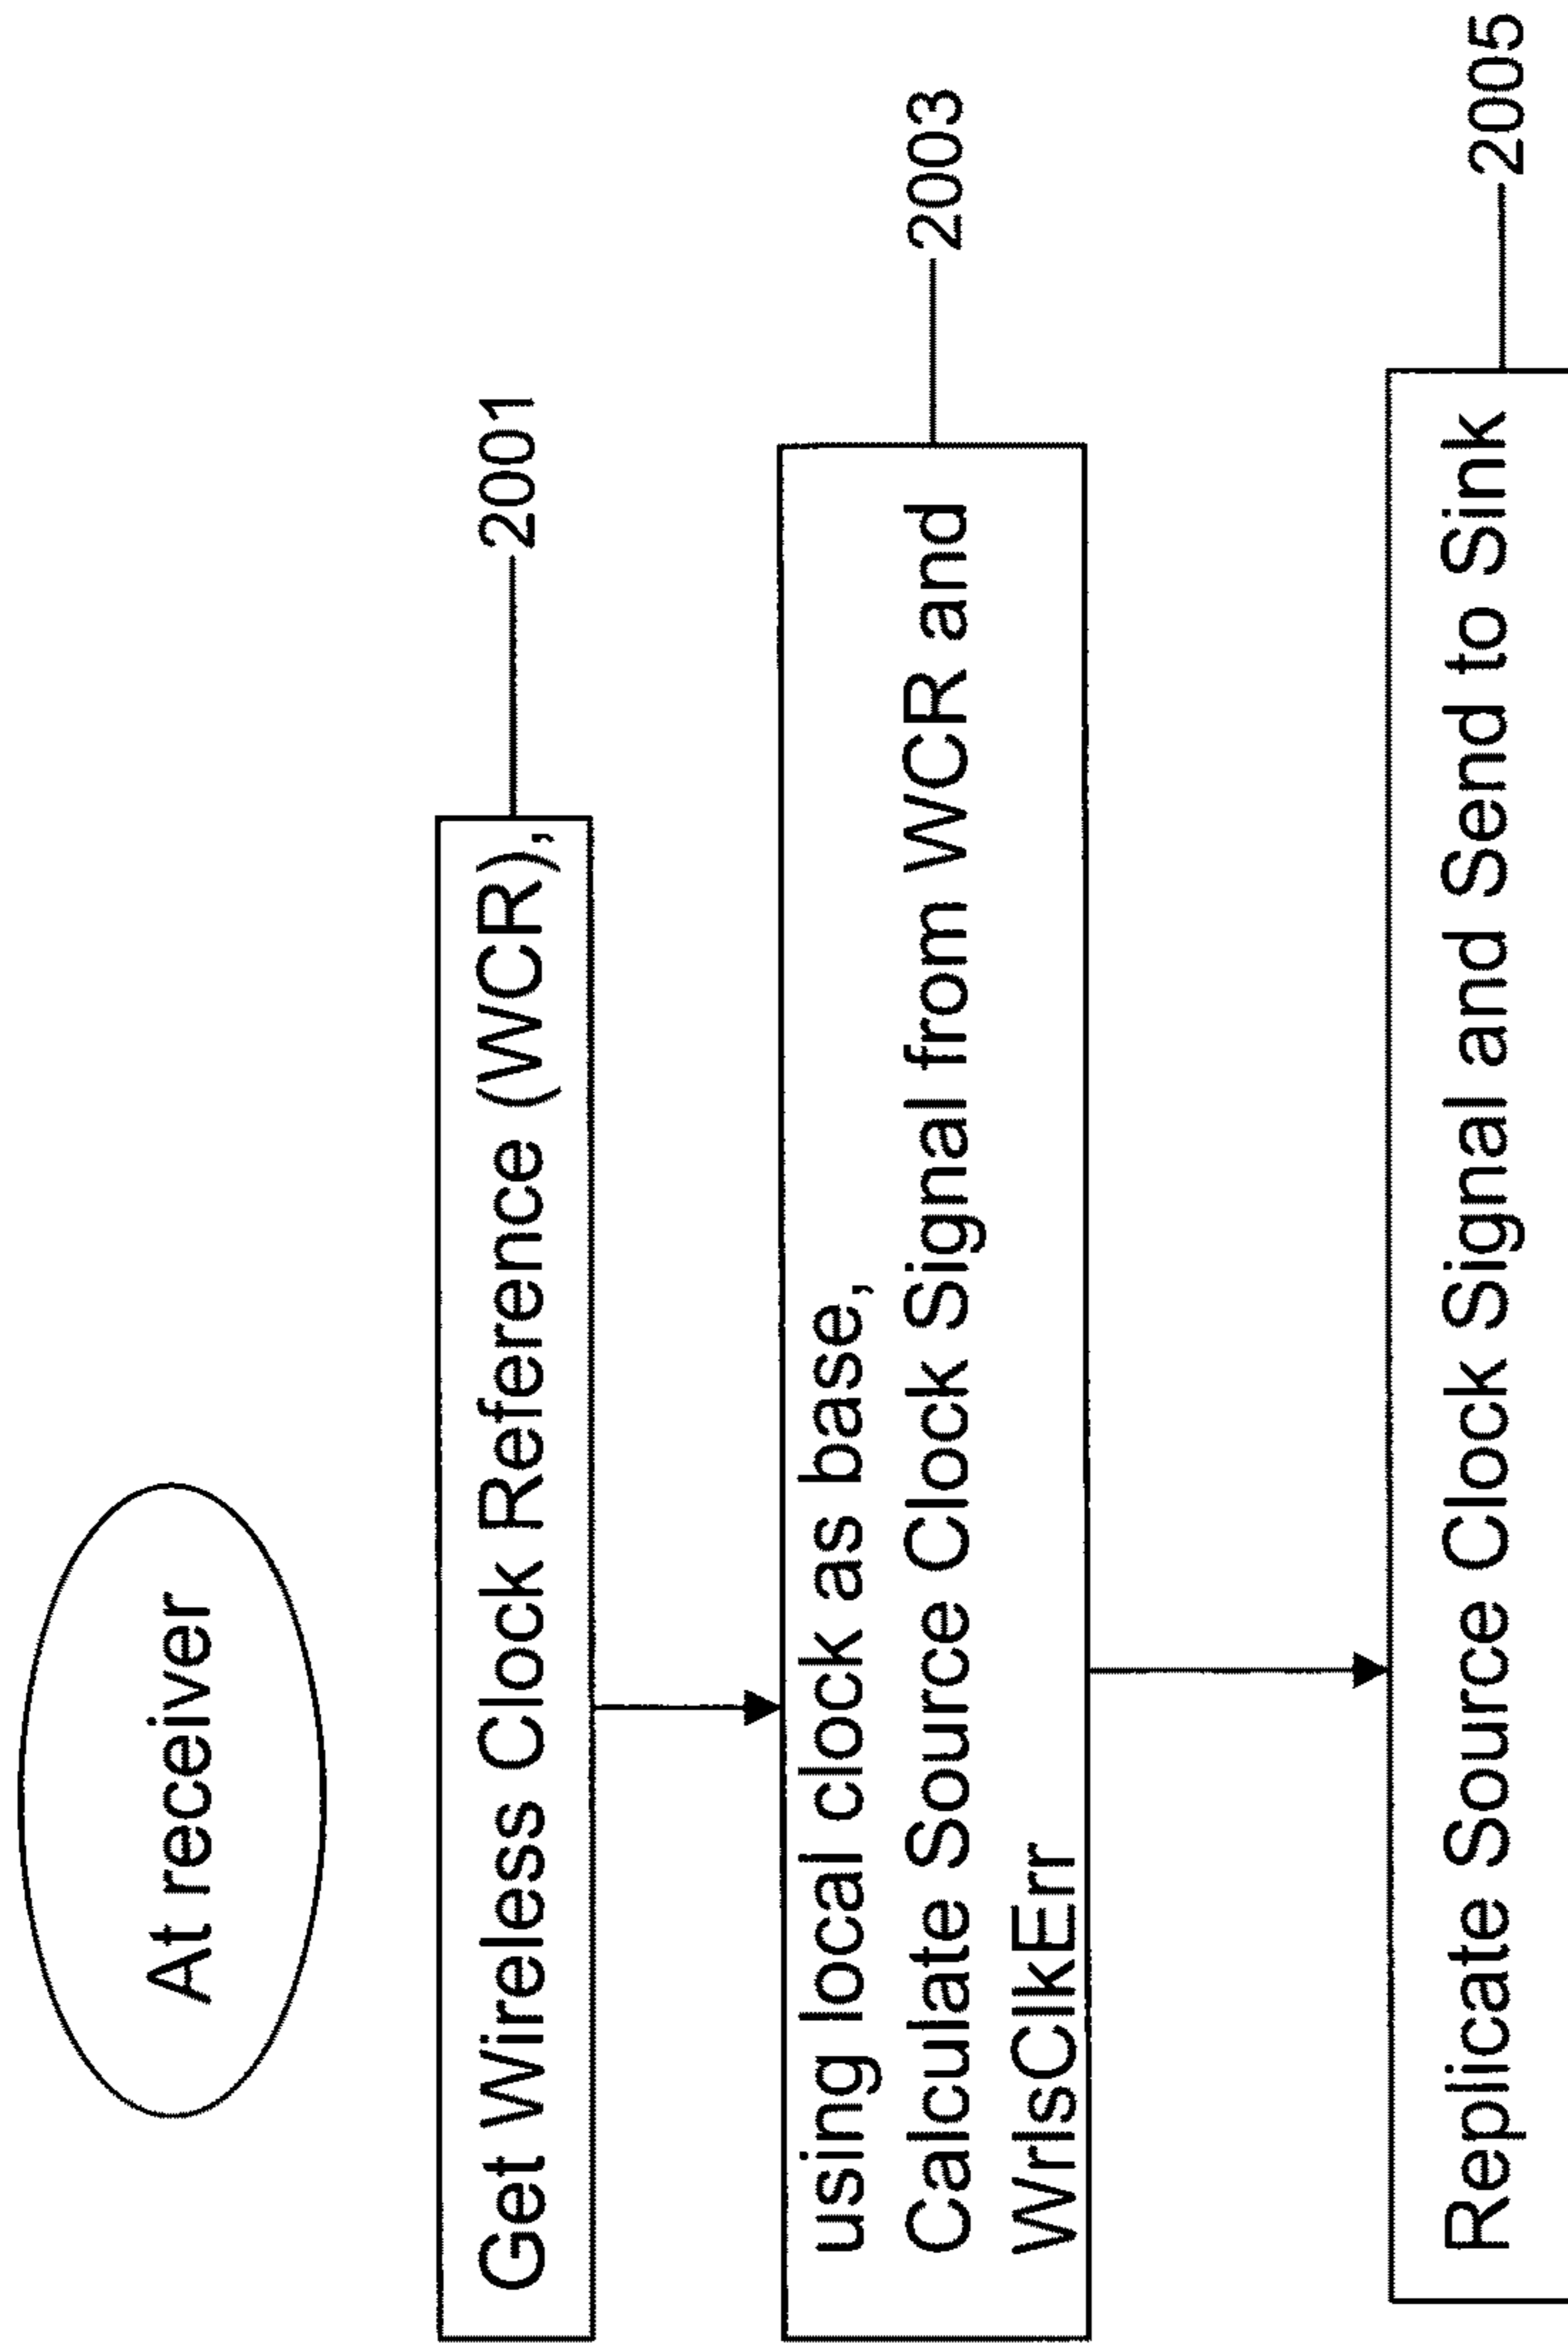 At receiver
Get Wireless Clock Reference (WCR),
2001
using local clock as base,
Calculate Source Clock Signal from WCR and
WrlsClkErr
2003
Replicate Source Clock Signal and Send to Sink
2005